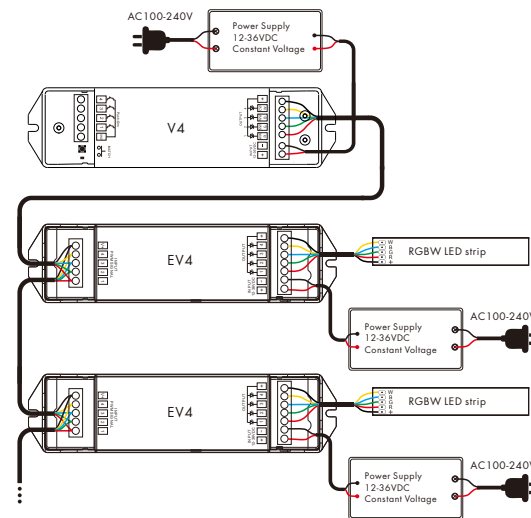 AC100-240V
Power Supply
12-36VDC
Constant Voltage
V4
EV4
RGBW LED strip
W
B
G
R
+
Power Supply
12-36VDC
Constant Voltage
AC100-240V
EV4
RGBW LED strip
W
B
G
R
+
Power Supply
12-36VDC
Constant Voltage
AC100-240V